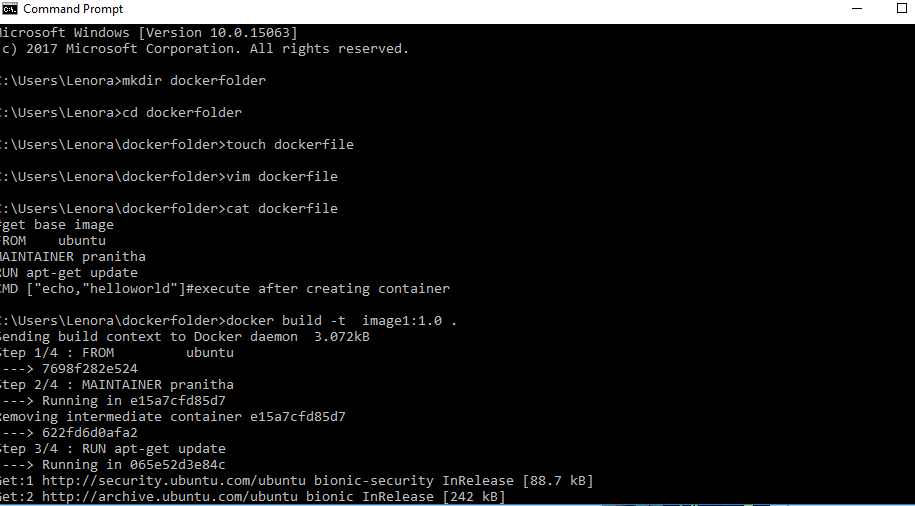 Command Prompt
Microsoft Windows [Version 10.0.15063]
(c) 2017 Microsoft Corporation. All rights reserved.
C:\Users\Lenora>mkdir dockerfolder
C:\Users\Lenora>cd dockerfolder
C:\Users\Lenora\dockerfolder>touch dockerfile
C:\Users\Lenora\dockerfolder>vim dockerfile
C:\Users\Lenora\dockerfolder>cat dockerfile
#get base image
FROM    ubuntu
MAINTAINER pranitha
RUN apt-get update
CMD ["echo,"helloworld"]#execute after creating container
C:\Users\Lenora\dockerfolder>docker build -t  image1:1.0 .
Sending build context to Docker daemon  3.072kB
Step 1/4 : FROM         ubuntu
 ---> 7698f282e524
Step 2/4 : MAINTAINER pranitha
 ---> Running in e15a7cfd85d7
Removing intermediate container e15a7cfd85d7
 ---> 622fd6d0afa2
Step 3/4 : RUN apt-get update
 ---> Running in 065e52d3e84c
Get:1 http://security.ubuntu.com/ubuntu bionic-security InRelease [88.7 kB]
Get:2 http://archive.ubuntu.com/ubuntu bionic InRelease [242 kB]